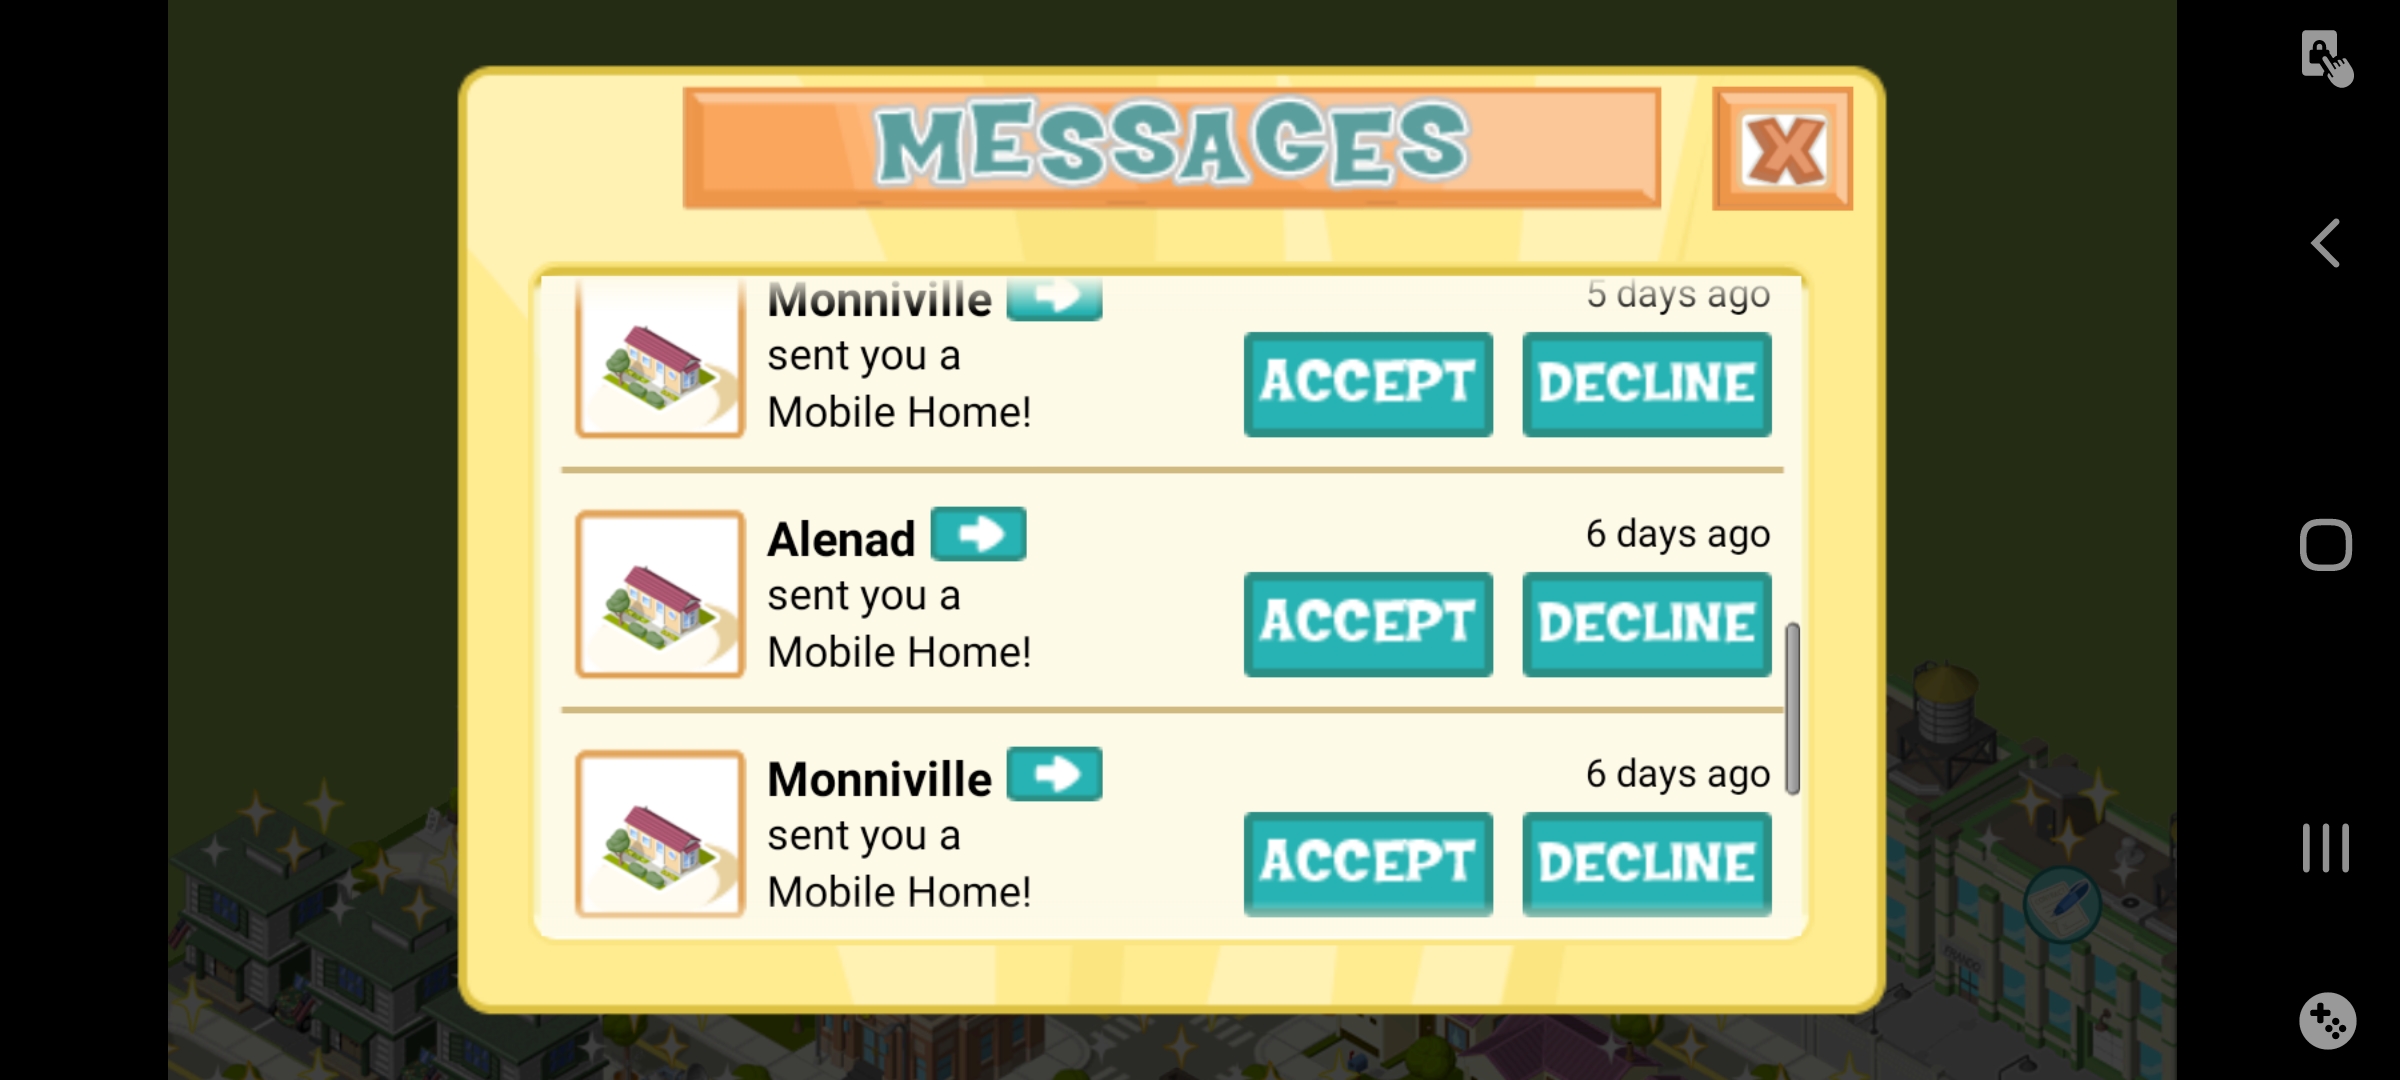 MESSAGES
X
Monniville
5 days ago
sent you a
Mobile Home!
ACCEPT
DECLINE
Alenad
6 days ago
sent you a
Mobile Home!
ACCEPT
DECLINE
Monniville
6 days ago
sent you a
Mobile Home!
ACCEPT
DECLINE